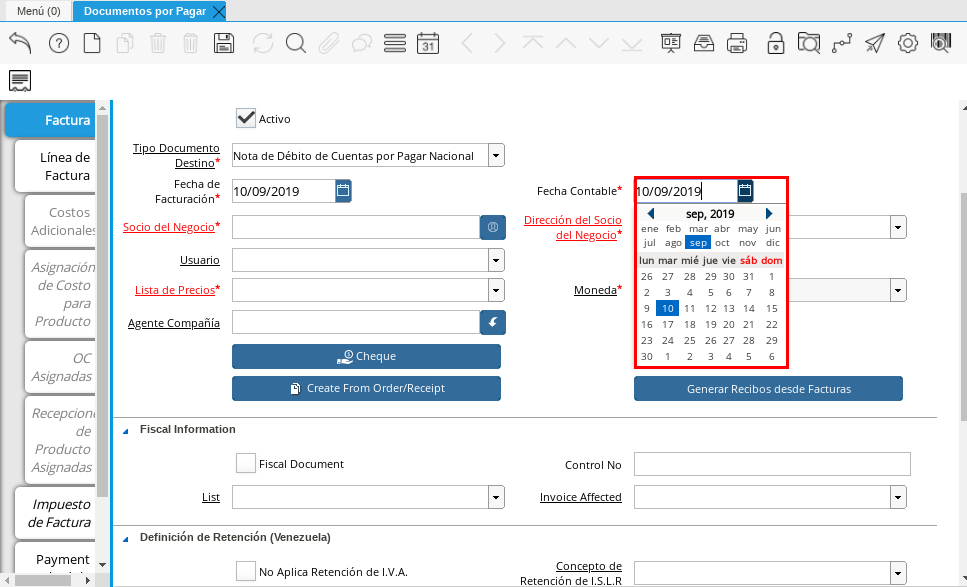 Menú (0)
Documentos por Pagar
31
Factura
Línea de
Factura
Costos
Adicionales
Asignación
de Costo
para
Producto
OC
Asignadas
Recepcion
de
Producto
Asignadas
Impuesto
de Factura
Payment
Activo
Tipo Documento
Destino*
Nota de Débito de Cuentas por Pagar Nacional
Fecha de
Facturación*
10/09/2019
Fecha Contable*
10/09/2019
Socio del Negocio*
Dirección del Socio
del Negocio*
Usuario
Lista de Precios*
Moneda*
Agente Compañía
sep, 2019
ene feb mar abr may jun
jul ago sep oct nov dic
lun mar mié jue vie sáb dom
26 27 28 29 30 31 1
2 3 4 5 6 7 8
9 10 11 12 13 14 15
16 17 18 19 20 21 22
23 24 25 26 27 28 29
30 1 2 3 4 5 6
Cheque
Create From Order/Receipt
Generar Recibos desde Facturas
Fiscal Information
Fiscal Document
Control No
List
Invoice Affected
Definición de Retención (Venezuela)
No Aplica Retención de I.V.A.
Concepto de
Retención de I.S.L.R